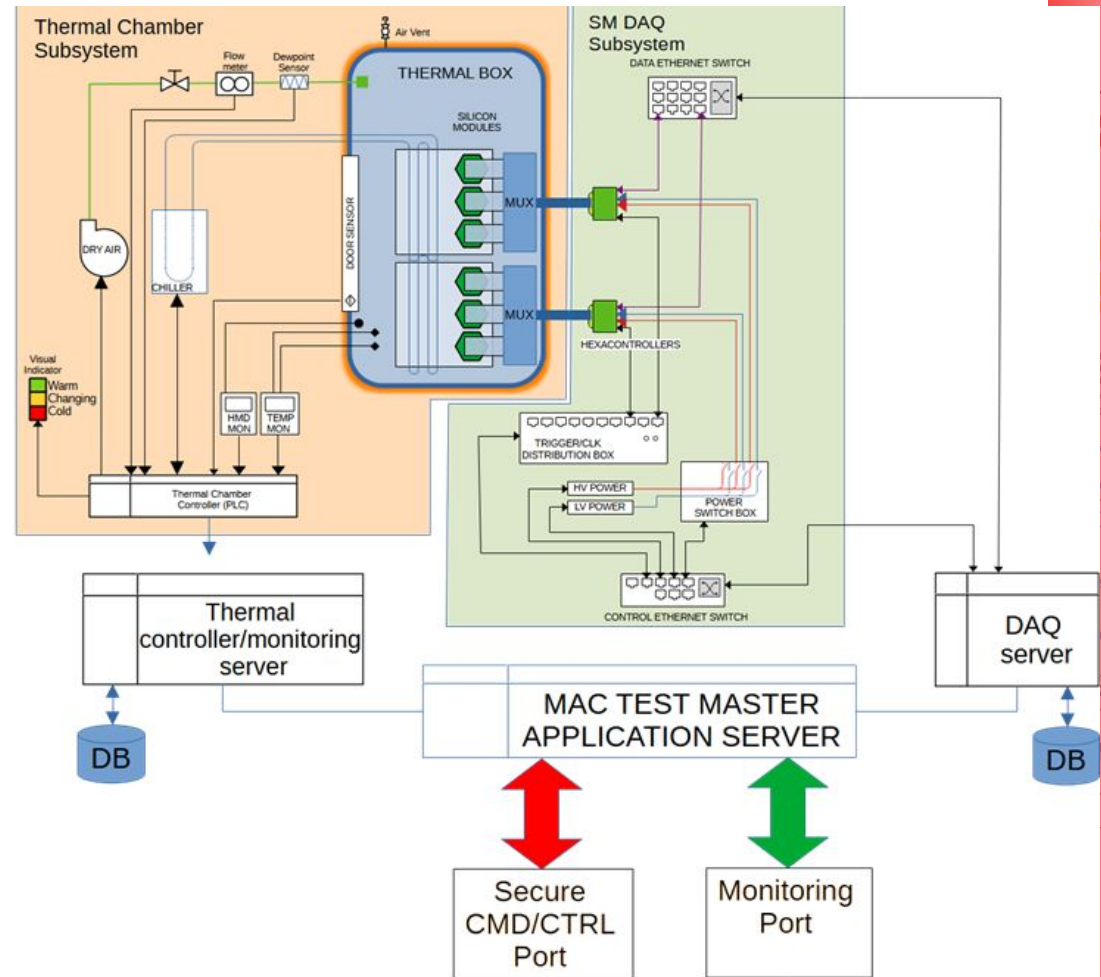 Thermal Chamber
Subsystem
Air Vent
Flow
meter
Dewpoint
Sensor
THERMAL BOX
SILICON
MODULES
MUX
MUX
DOOR SENSOR
DRY AIR
CHILLER
Visual
Indicator
Warm
Changing
Cold
HMD
MON
TEMP
MON
Thermal Chamber
Controller (PLC)
SM DAQ
Subsystem
DATA ETHERNET SWITCH
HEXACONTROLLERS
TRIGGER/CLK
DISTRIBUTION BOX
HV POWER
LV POWER
POWER
SWITCH BOX
CONTROL ETHERNET SWITCH
Thermal
controller/monitoring
server
DB
MAC TEST MASTER
APPLICATION SERVER
DAQ
server
DB
Secure
CMD/CTRL
Port
Monitoring
Port